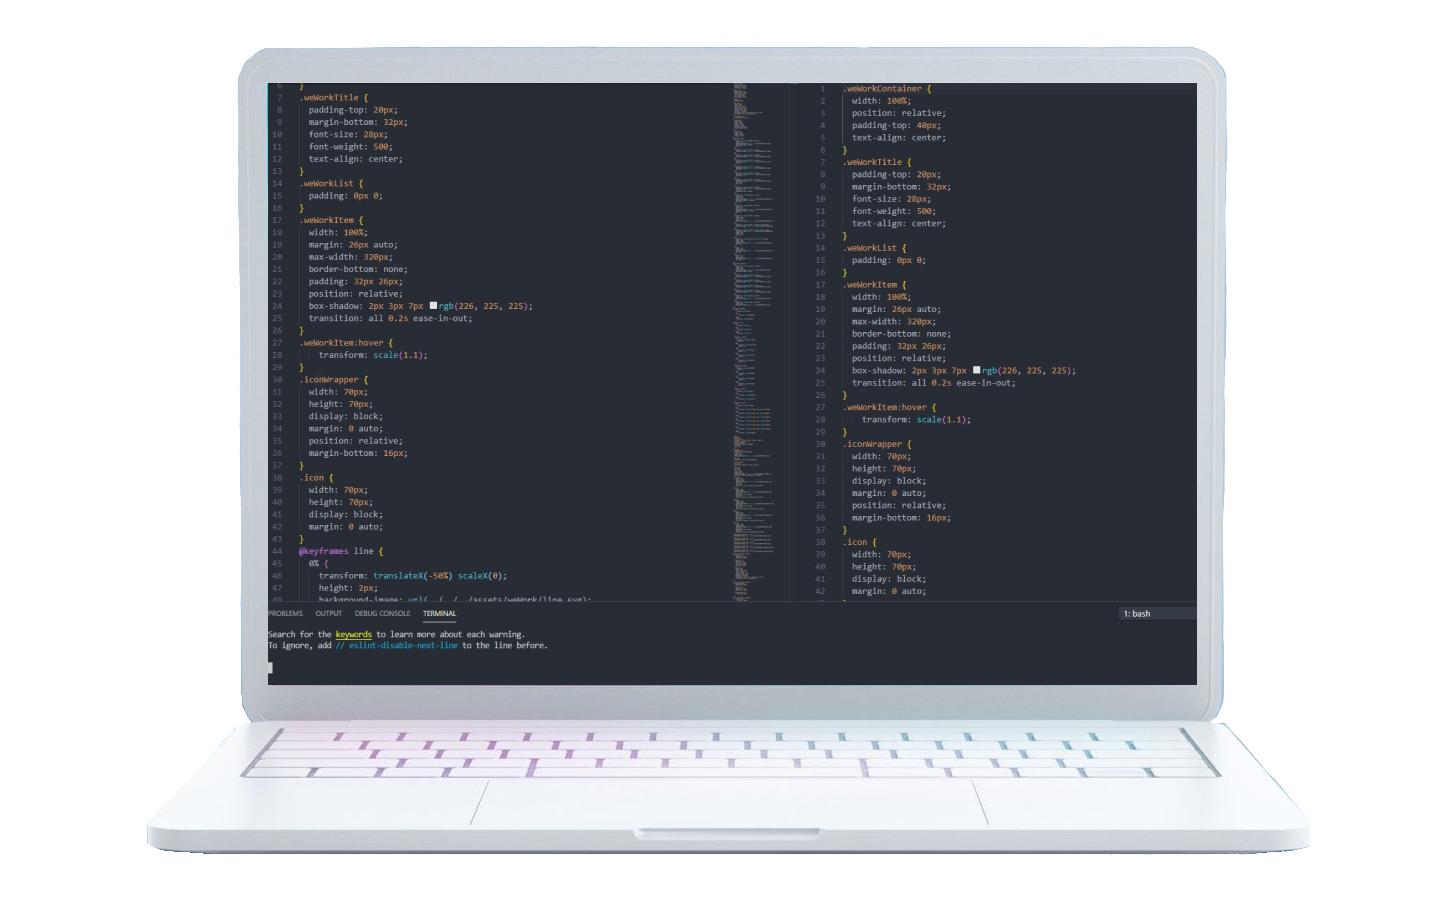 6 }
7 .weWorkTitle {
8 padding-top: 20px;
9 margin-bottom: 32px;
10 font-size: 28px;
11 font-weight: 500;
12 text-align: center;
13 }
14 .weWorkList {
15 padding: 0px 0;
16 }
17 .weWorkItem {
18 width: 100%;
19 margin: 26px auto;
20 max-width: 320px;
21 border-bottom: none;
22 padding: 32px 26px;
23 position: relative;
24 box-shadow: 2px 3px 7px rgb(226, 225, 225);
25 transition: all 0.2s ease-in-out;
26 }
27 .weWorkItem:hover {
28 transform: scale(1.1);
29 }
30 .iconWrapper {
31 width: 70px;
32 height: 70px;
33 display: block;
34 margin: 0 auto;
35 position: relative;
36 margin-bottom: 16px;
37 }
38 .icon {
39 width: 70px;
40 height: 70px;
41 display: block;
42 margin: 0 auto;
43 }
44 @keyframes line {
45 0% {
46 transform: translateX(-50%) scaleX(0);
47 height: 2px;
background-image: url(../../../assets/weWork/line.svg);
1 .weWorkContainer {
2 width: 100%;
3 position: relative;
4 padding-top: 40px;
5 text-align: center;
6 }
7 .weWorkTitle {
8 padding-top: 20px;
9 margin-bottom: 32px;
10 font-size: 28px;
11 font-weight: 500;
12 text-align: center;
13 }
14 .weWorkList {
15 padding: 0px 0;
16 }
17 .weWorkItem {
18 width: 100%;
19 margin: 26px auto;
20 max-width: 320px;
21 border-bottom: none;
22 padding: 32px 26px;
23 position: relative;
24 box-shadow: 2px 3px 7px rgb(226, 225, 225);
25 transition: all 0.2s ease-in-out;
26 }
27 .weWorkItem:hover {
28 transform: scale(1.1);
29 }
30 .iconWrapper {
31 width: 70px;
32 height: 70px;
33 display: block;
34 margin: 0 auto;
35 position: relative;
36 margin-bottom: 16px;
37 }
38 .icon {
39 width: 70px;
40 height: 70px;
41 display: block;
42 margin: 0 auto;
PROBLEMS OUTPUT DEBUG CONSOLE TERMINAL 1: bash
Search for the keywords to learn more about each warning.
To ignore, add // eslint-disable-next-line to the line before.